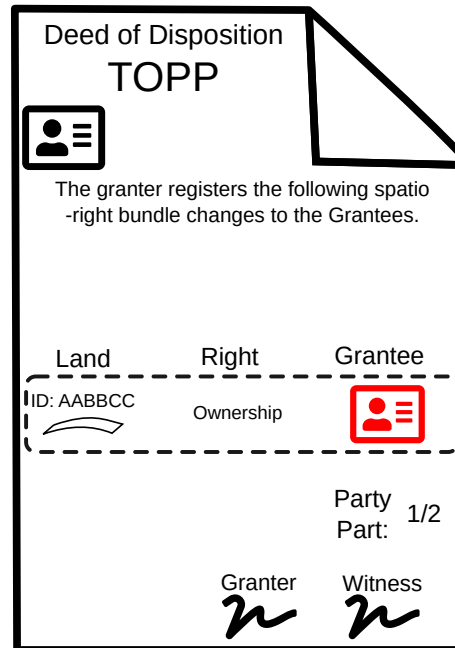 Deed of Disposition
TOPP
The granter registers the following spatio
-right bundle changes to the Grantees.
Land Right Grantee
ID: AABBCC
Ownership
Party
Part: 1/2
Granter Witness